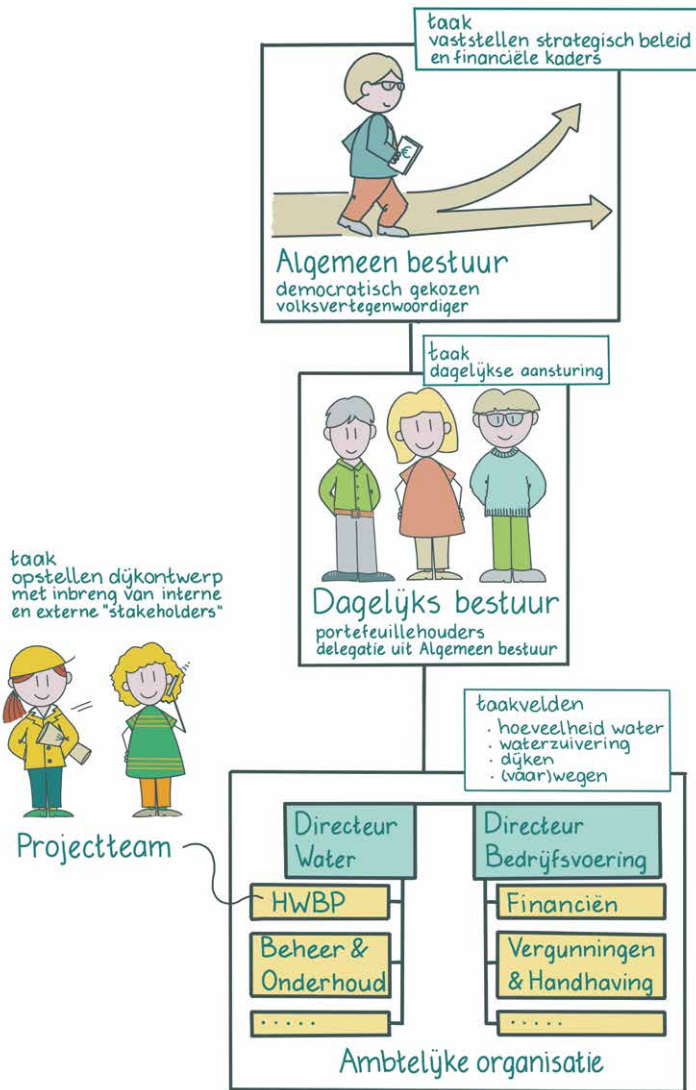 taak
vaststellen strategisch beleid
en financiële kaders
€
Algemeen bestuur
democratisch gekozen
volksvertegenwoordiger
taak
dagelijkse aansturing
Dagelijks bestuur
portefeuillehouders
delegatie uit Algemeen bestuur
taak
opstellen dijkontwerp
met inbreng van interne
en externe "stakeholders"
Projectteam
taakvelden
· hoeveelheid water
· waterzuivering
· dijken
· (vaar)wegen
Directeur
Water
HWBP
Beheer &
Onderhoud
.....
Directeur
Bedrijfsvoering
Financiën
Vergunningen
& Handhaving
.....
Ambtelijke organisatie